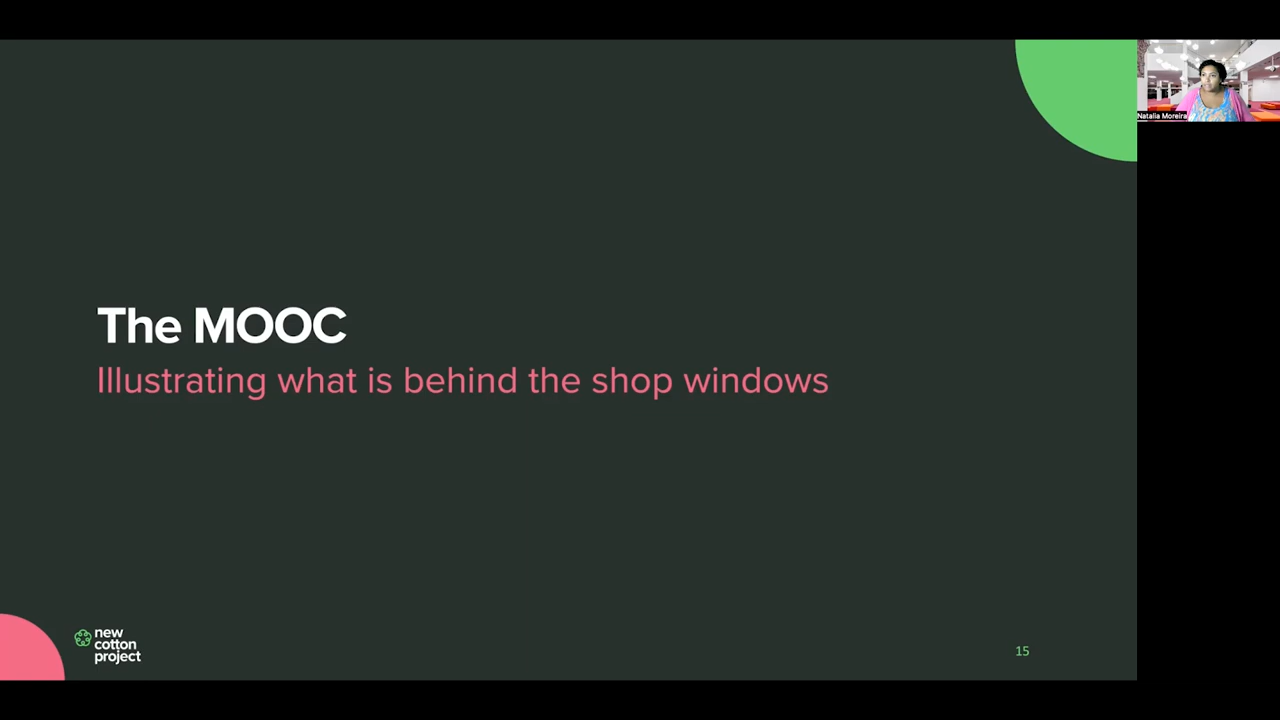 Natalia Moreira
The MOOC
Illustrating what is behind the shop windows
new
cotton
project
15